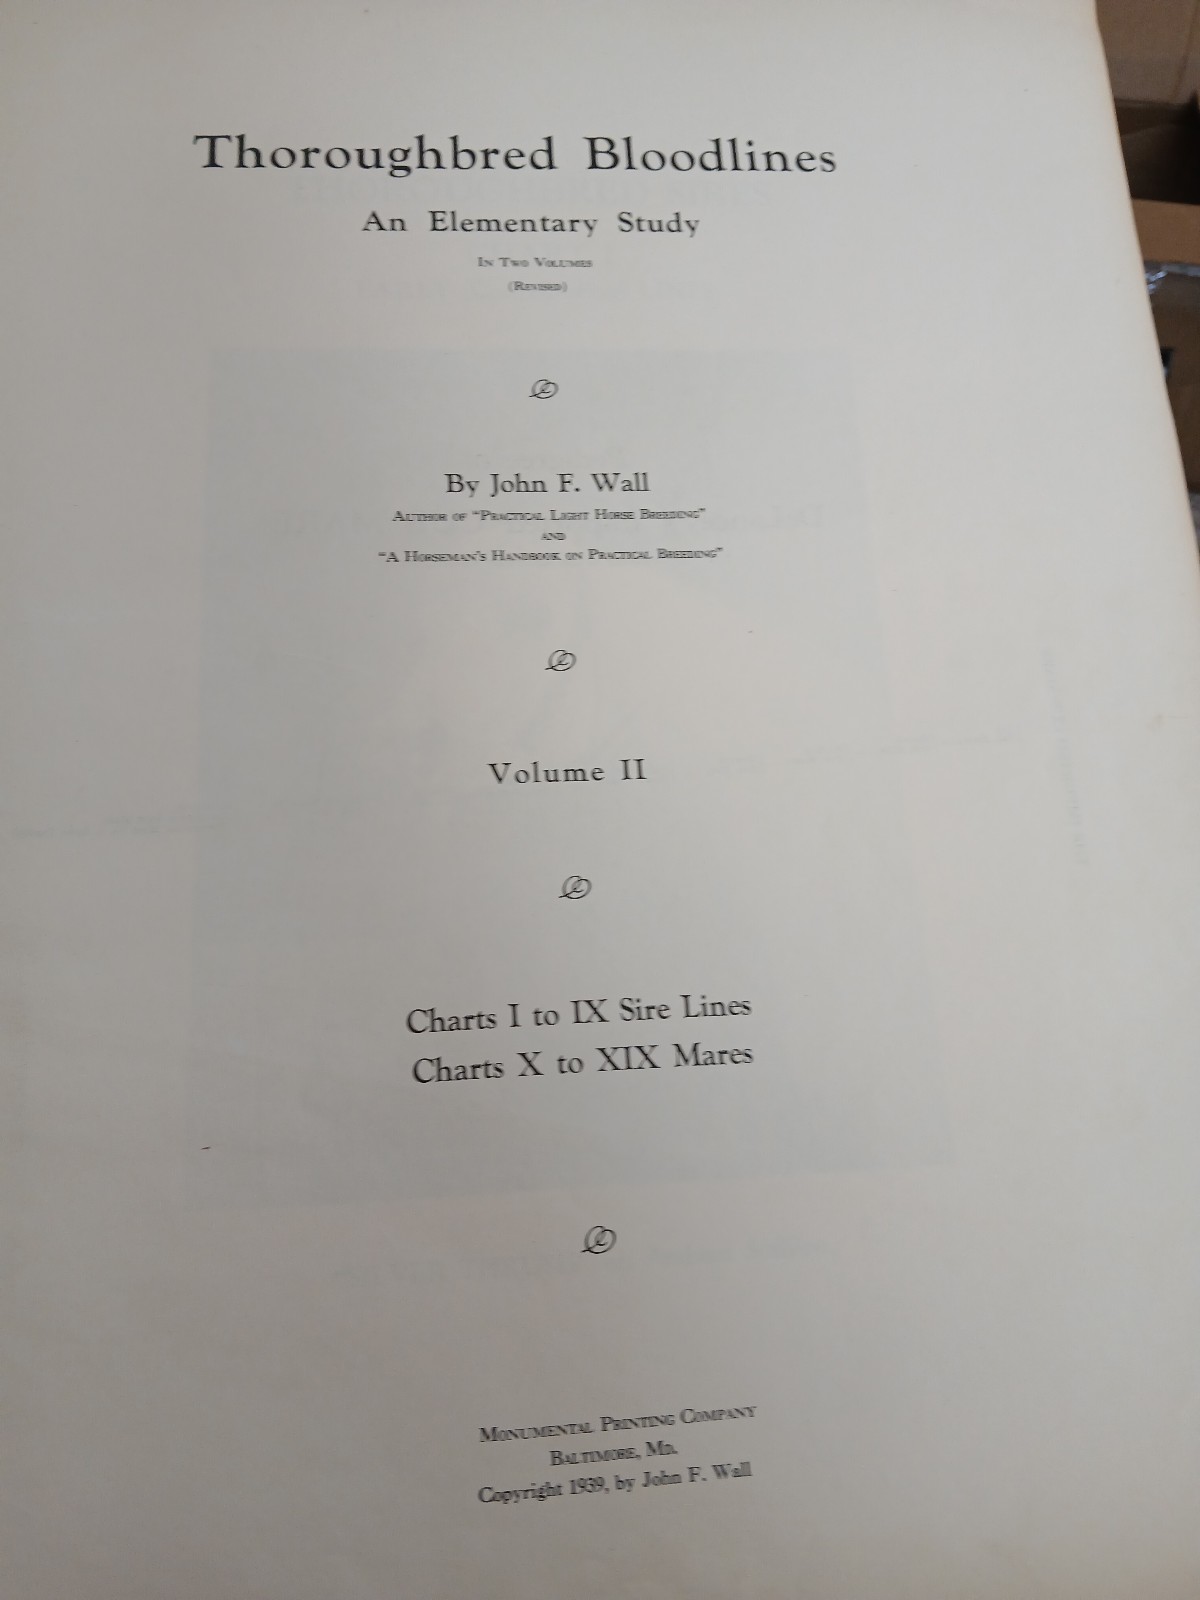 Thoroughbred Bloodlines
An Elementary Study
In Two Volumes
(Revised)
By John F. Wall
Author of "Practical Light Horse Breeding"
and
"A Horseman's Handbook on Practical Breeding"
Volume II
Charts I to IX Sire Lines
Charts X to XIX Mares
Monumental Printing Company
Baltimore, Md.
Copyright 1939, by John F. Wall